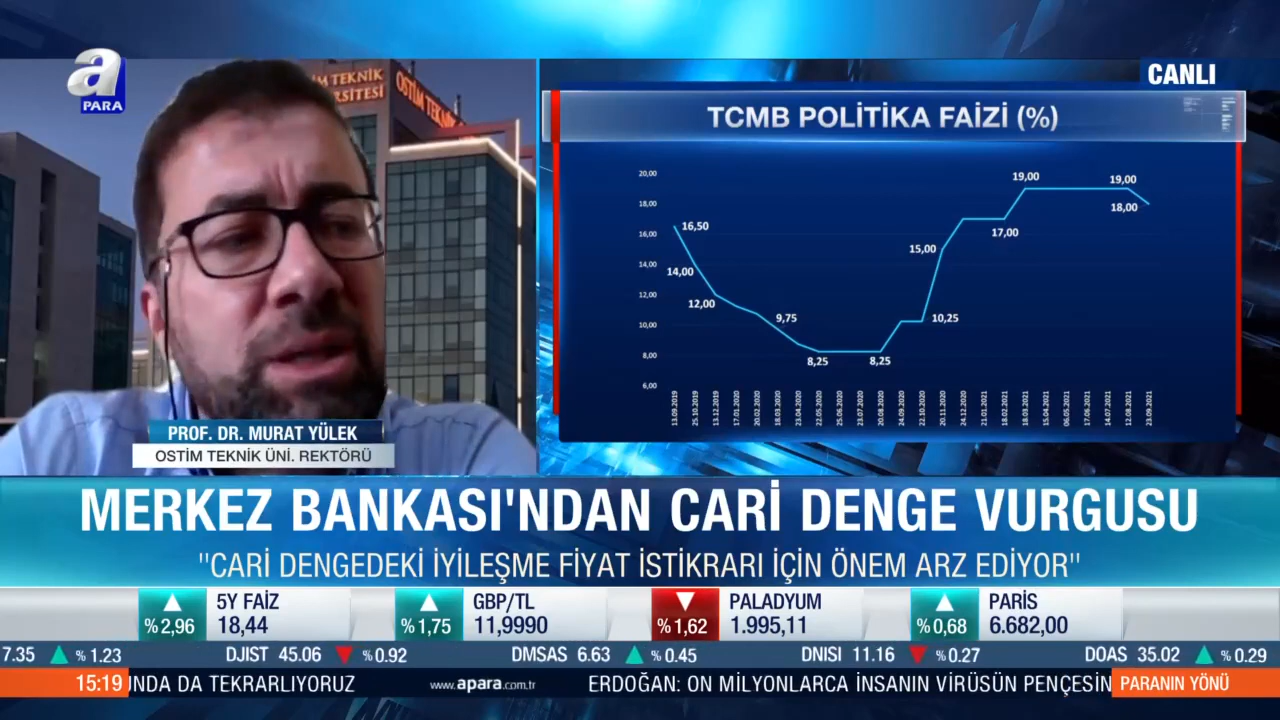 a
PARA
M TEKNİK
RSİTESİ
OSTİM TEKNİK
CANLI
TCMB POLİTİKA FAİZİ (%)
20,00
18,00
16,00
14,00
12,00
10,00
8,00
6,00
16,50
14,00
12,00
9,75
8,25
8,25
10,25
15,00
17,00
19,00
19,00
18,00
13.09.2019
25.10.2019
13.12.2019
17.01.2020
20.02.2020
18.03.2020
23.04.2020
22.05.2020
25.06.2020
23.07.2020
20.08.2020
24.09.2020
22.10.2020
20.11.2020
24.12.2020
21.01.2021
18.02.2021
18.03.2021
15.04.2021
06.05.2021
17.06.2021
14.07.2021
12.08.2021
23.09.2021
PROF. DR. MURAT YÜLEK
OSTİM TEKNİK ÜNİ. REKTÖRÜ
MERKEZ BANKASI'NDAN CARİ DENGE VURGUSU
"CARİ DENGEDEKİ İYİLEŞME FİYAT İSTİKRARI İÇİN ÖNEM ARZ EDİYOR"
%2,96 5Y FAİZ 18,44
%1,75 GBP/TL 11,9990
%1,62 PALADYUM 1.995,11
%0,68 PARİS 6.682,00
7.35 %1.23 DJIST 45.06 %0.92 DMSAS 6.63 %0.45 DNISI 11.16 %0.27 DOAS 35.02 %0.29
15:19 UNDA DA TEKRARLIYORUZ www.apara.com.tr ERDOĞAN: ON MİLYONLARCA İNSANIN VİRÜSÜN PENÇESİN PARANIN YÖNÜ